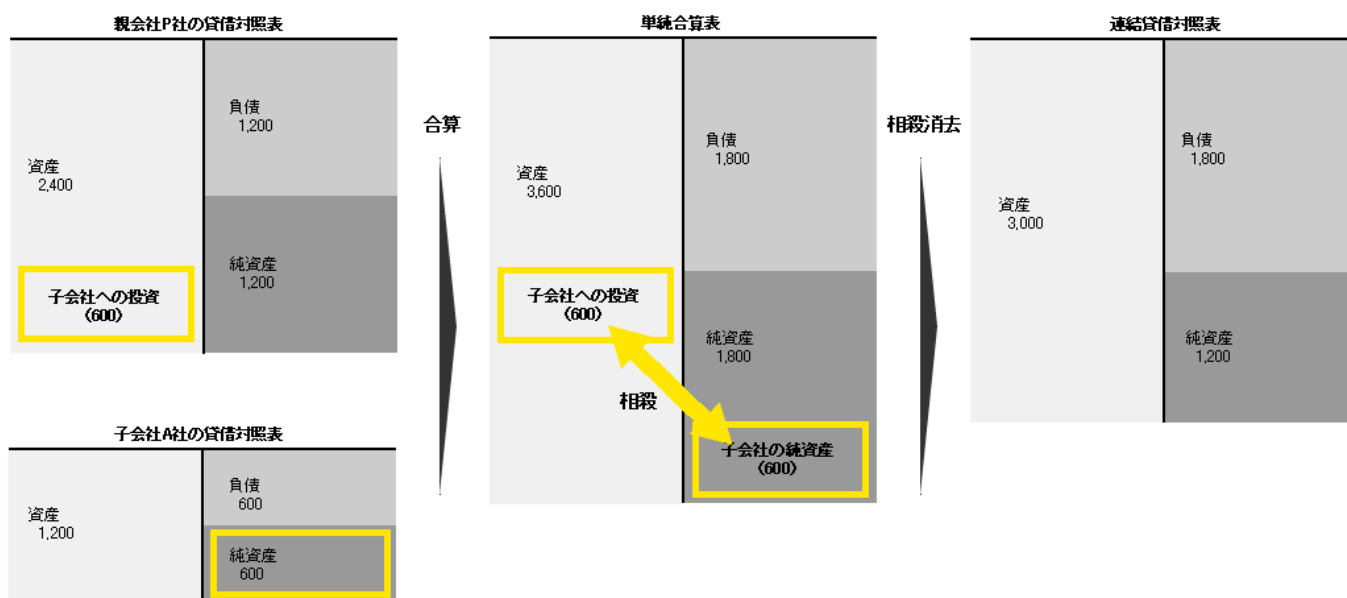 親会社P社の貸借対照表
資産
2,400
子会社への投資
(600)
負債
1,200
純資産
1,200
子会社A社の貸借対照表
資産
1,200
負債
600
純資産
600
合算
単純合算表
資産
3,600
子会社への投資
(600)
相殺
負債
1,800
純資産
1,800
子会社の純資産
(600)
相殺消去
連結貸借対照表
資産
3,000
負債
1,800
純資産
1,200